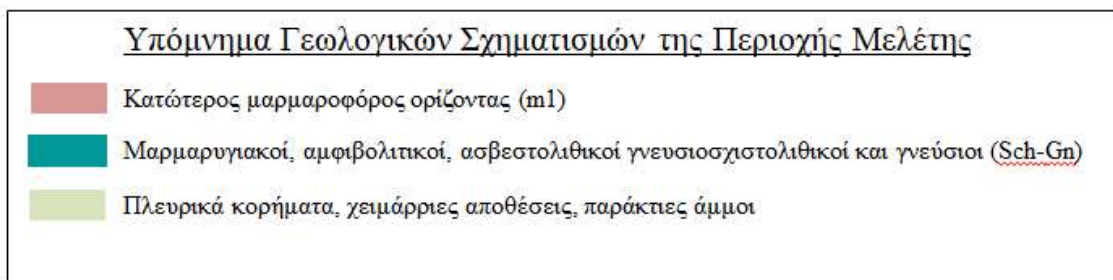 Υπόμνημα Γεωλογικών Σχηματισμών της Περιοχής Μελέτης
Κατώτερος μαρμαροφόρος ορίζοντας (m1)
Μαρμαρυγιακοί, αμφιβολιτικοί, ασβεστολιθικοί γνευσιοσχιστολιθικοί και γνεύσιοι (Sch-Gn)
Πλευρικά κορήματα, χειμάρριες αποθέσεις, παράκτιες άμμοι